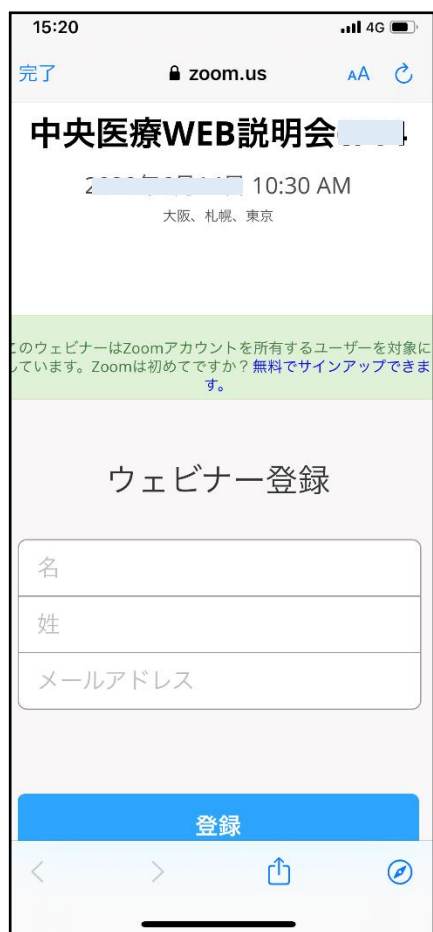 15:20
4G
完了
zoom.us
AA
中央医療WEB説明会
10:30 AM
大阪、札幌、東京
このウェビナーはZoomアカウントを所有するユーザーを対象に
しています。Zoomは初めてですか？無料でサインアップできま
す。
ウェビナー登録
名
姓
メールアドレス
登録